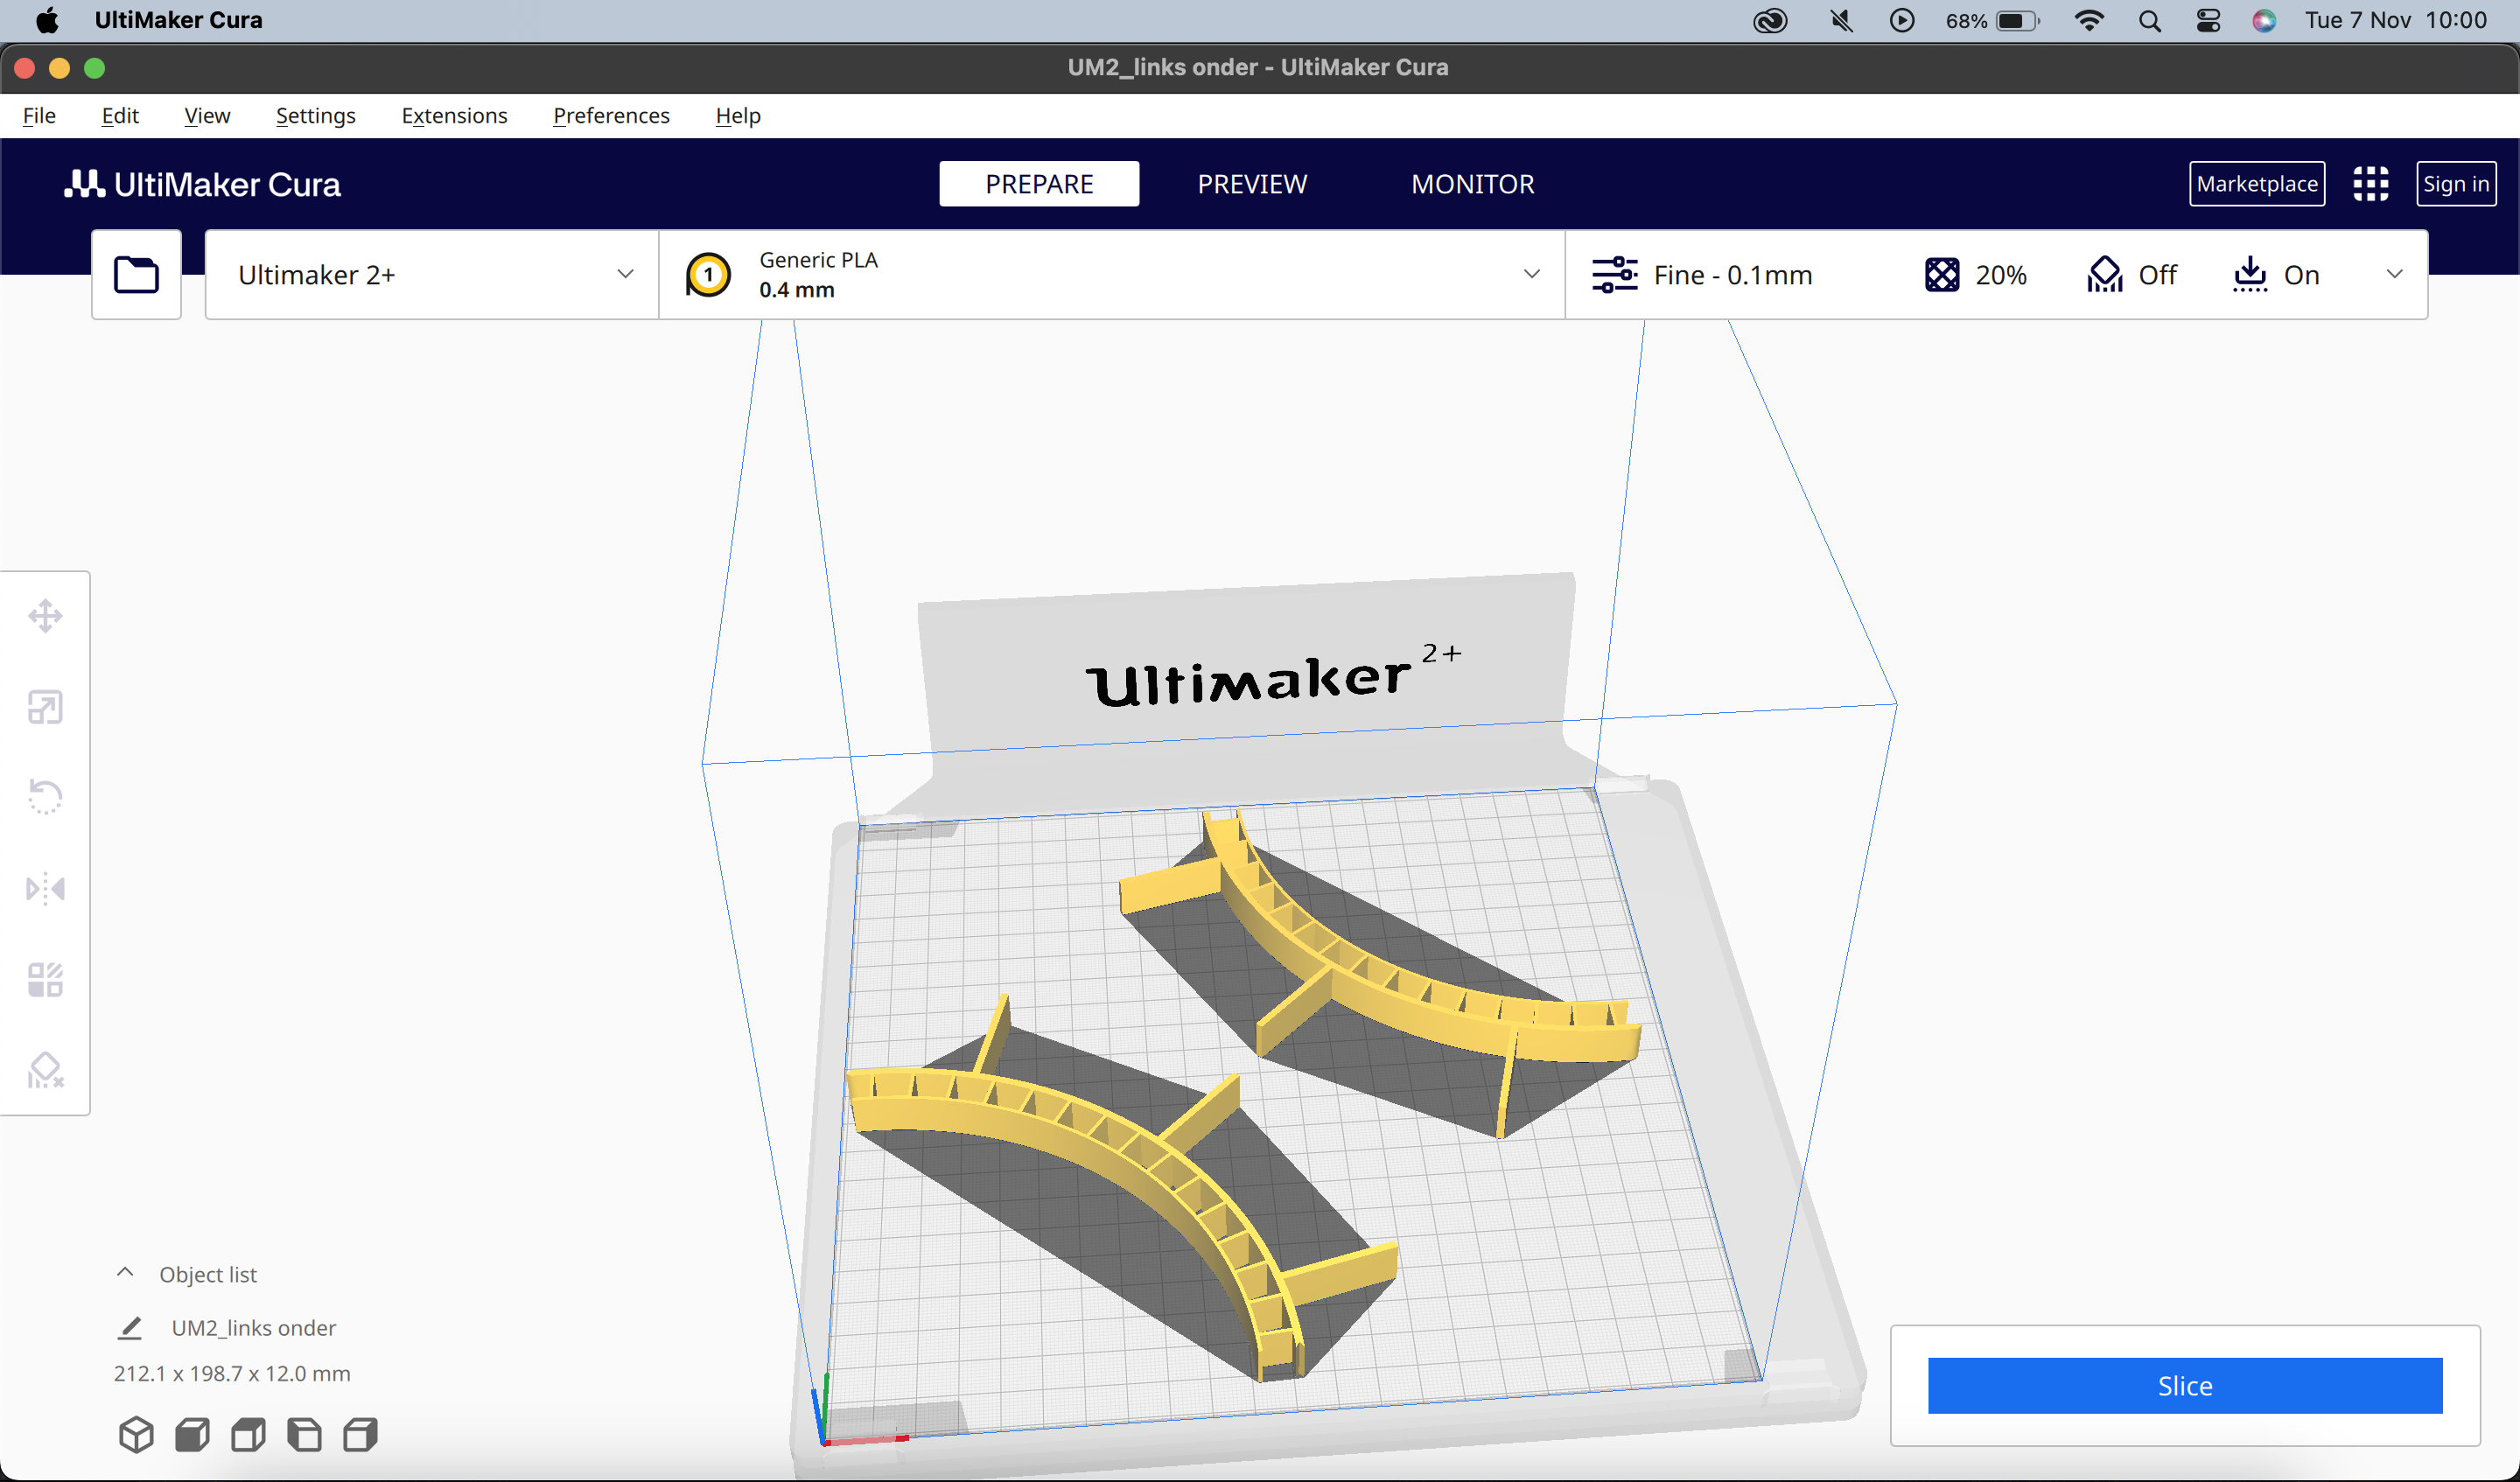 UltiMaker Cura
68%
Tue 7 Nov 10:00
UM2_links onder - UltiMaker Cura
File Edit View Settings Extensions Preferences Help
UltiMaker Cura
PREPARE PREVIEW MONITOR
Marketplace
Sign in
Ultimaker 2+
1
Generic PLA
0.4 mm
Fine - 0.1mm
20%
Off
On
Ultimaker 2+
Object list
UM2_links onder
212.1 x 198.7 x 12.0 mm
Slice